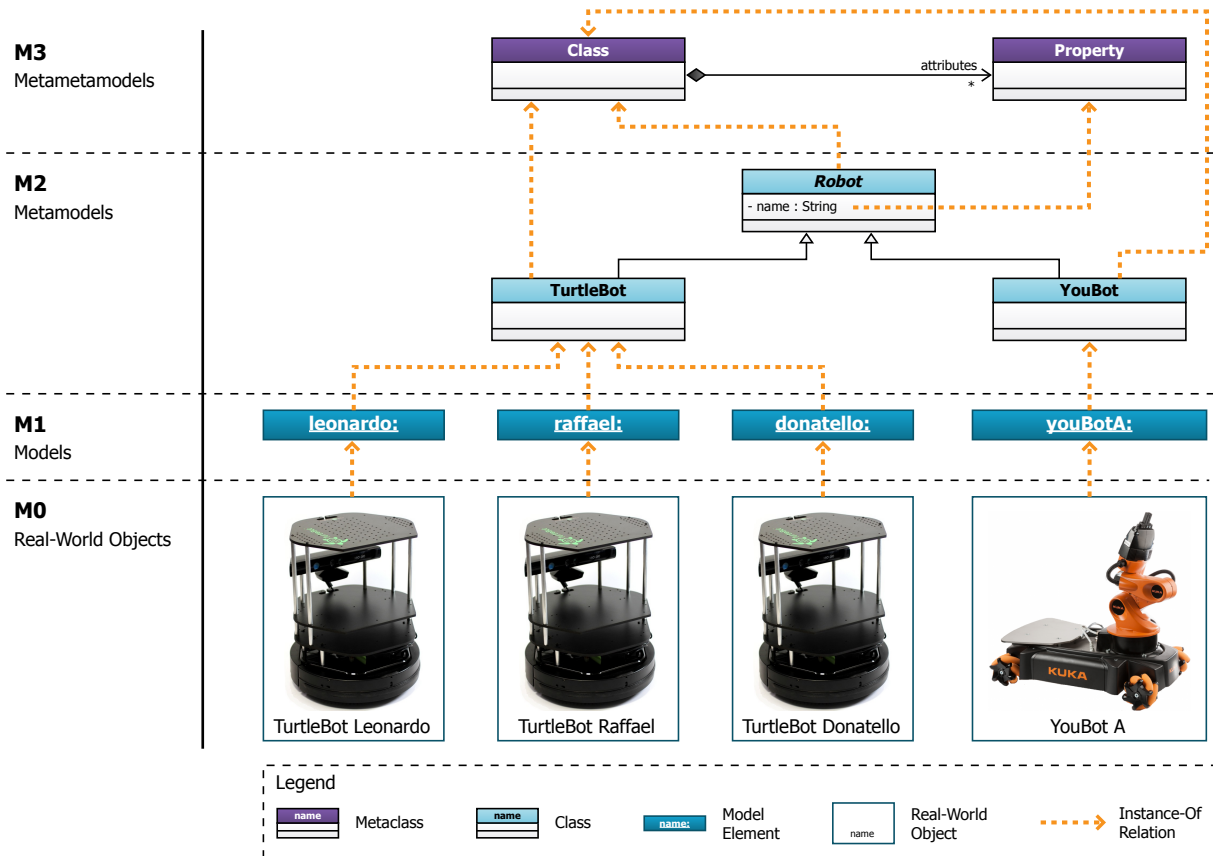 M3
Metametamodels
Class
attributes
*
Property
M2
Metamodels
Robot
- name : String
TurtleBot
YouBot
M1
Models
leonardo:
raffael:
donatello:
youBotA:
M0
Real-World Objects
KUKA
KUKA
KUKA
TurtleBot Leonardo
TurtleBot Raffael
TurtleBot Donatello
YouBot A
Legend
name
Metaclass
name
Class
name:
Model
Element
name
Real-World
Object
Instance-Of
Relation